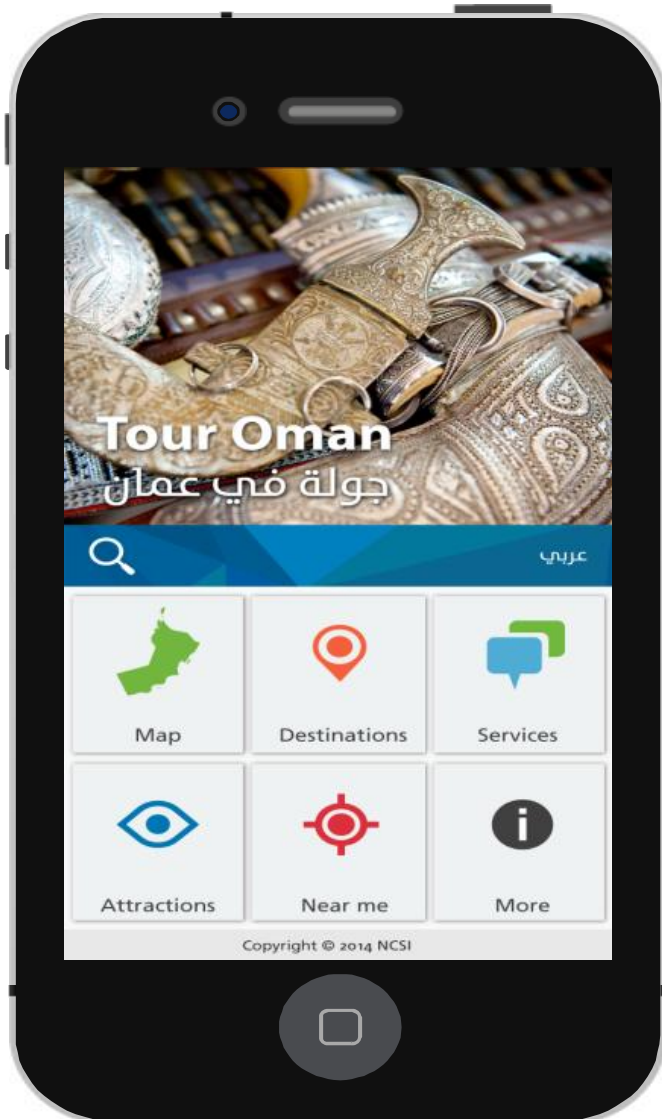 Tour Oman
جولة في عمان
عربي
Map
Destinations
Services
Attractions
Near me
More
Copyright © 2014 NCSI